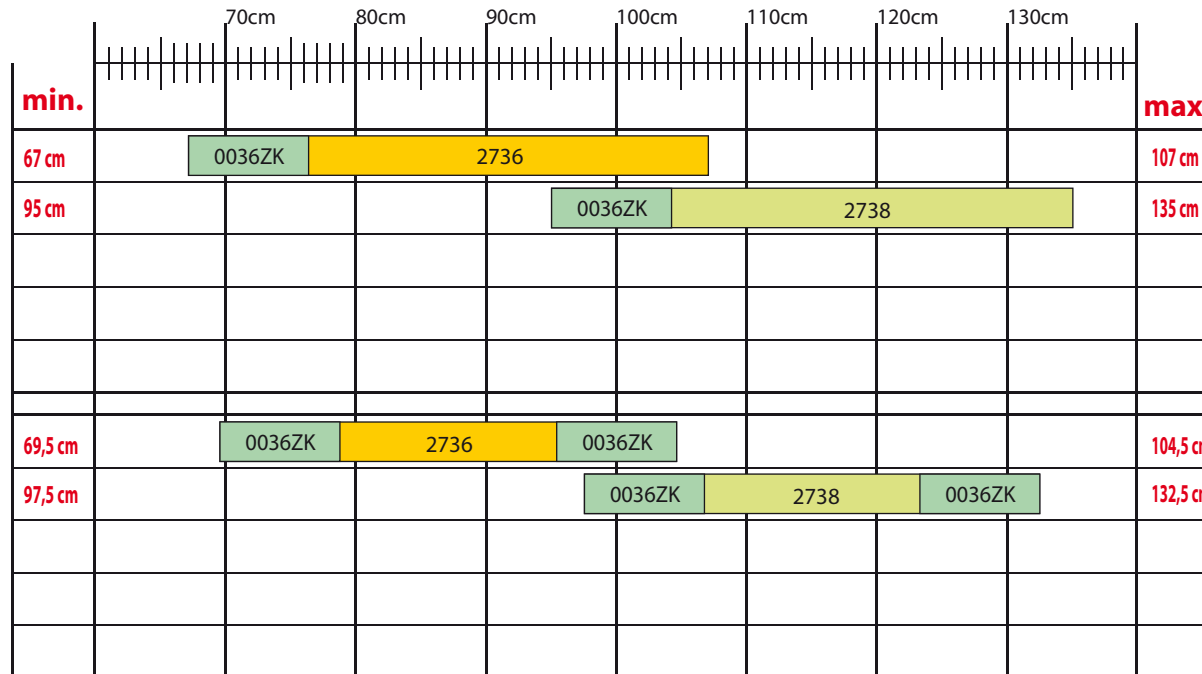 70cm 80cm 90cm 100cm 110cm 120cm 130cm
min. max
67 cm 0036ZK 2736 107 cm
95 cm 0036ZK 2738 135 cm
69,5 cm 0036ZK 2736 0036ZK 104,5 cm
97,5 cm 0036ZK 2738 0036ZK 132,5 cm